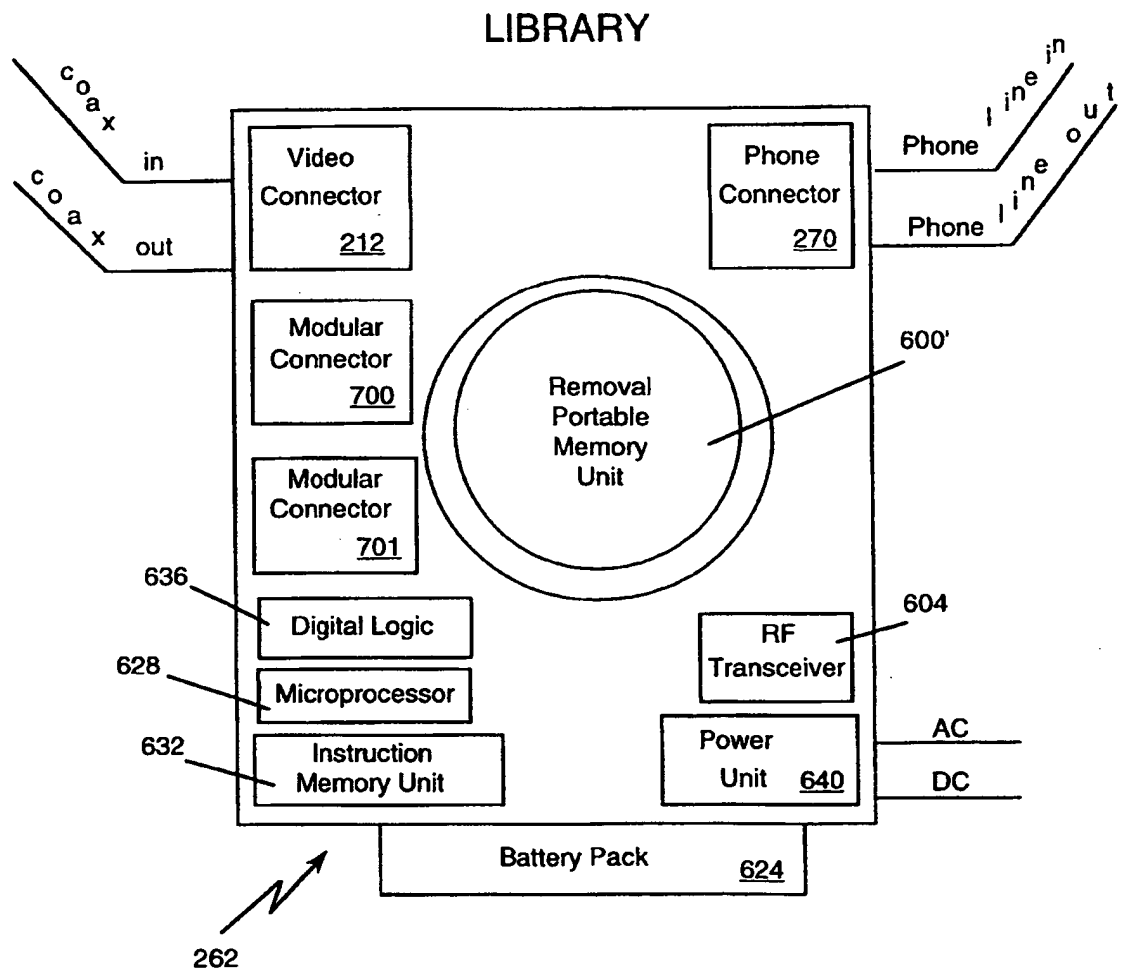 LIBRARY
coax in
coax out
Video
Connector
212
Phone
Connector
270
Phone line in
Phone line out
Modular
Connector
700
Removal
Portable
Memory
Unit
600'
Modular
Connector
701
636
Digital Logic
628
Microprocessor
632
Instruction
Memory Unit
RF
Transceiver
604
Power
Unit 640
AC
DC
Battery Pack 624
262